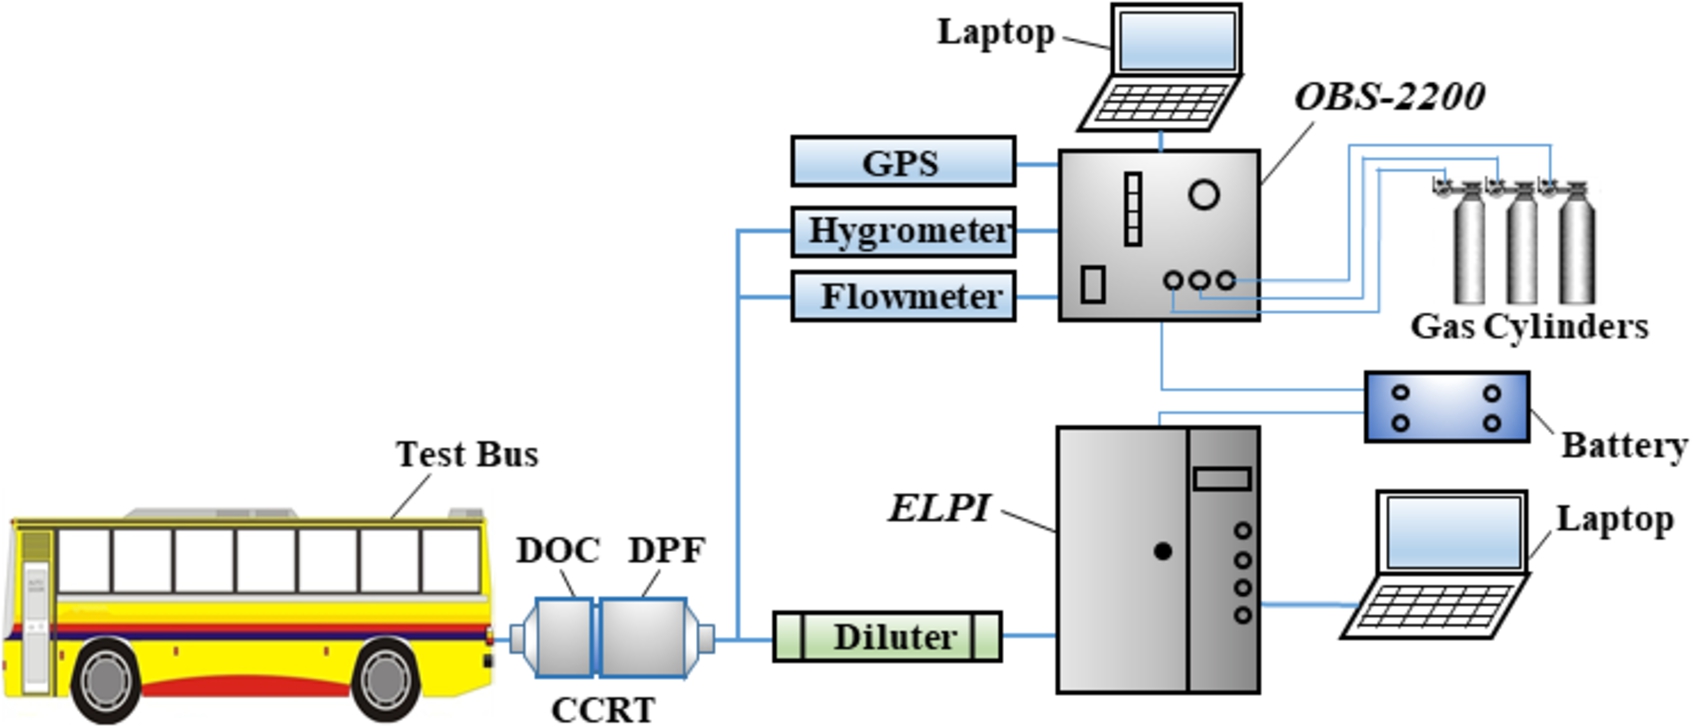 Laptop
OBS-2200
GPS
Hygrometer
Flowmeter
Gas Cylinders
Battery
Test Bus
ELPI
Laptop
DOC DPF
Diluter
CCRT